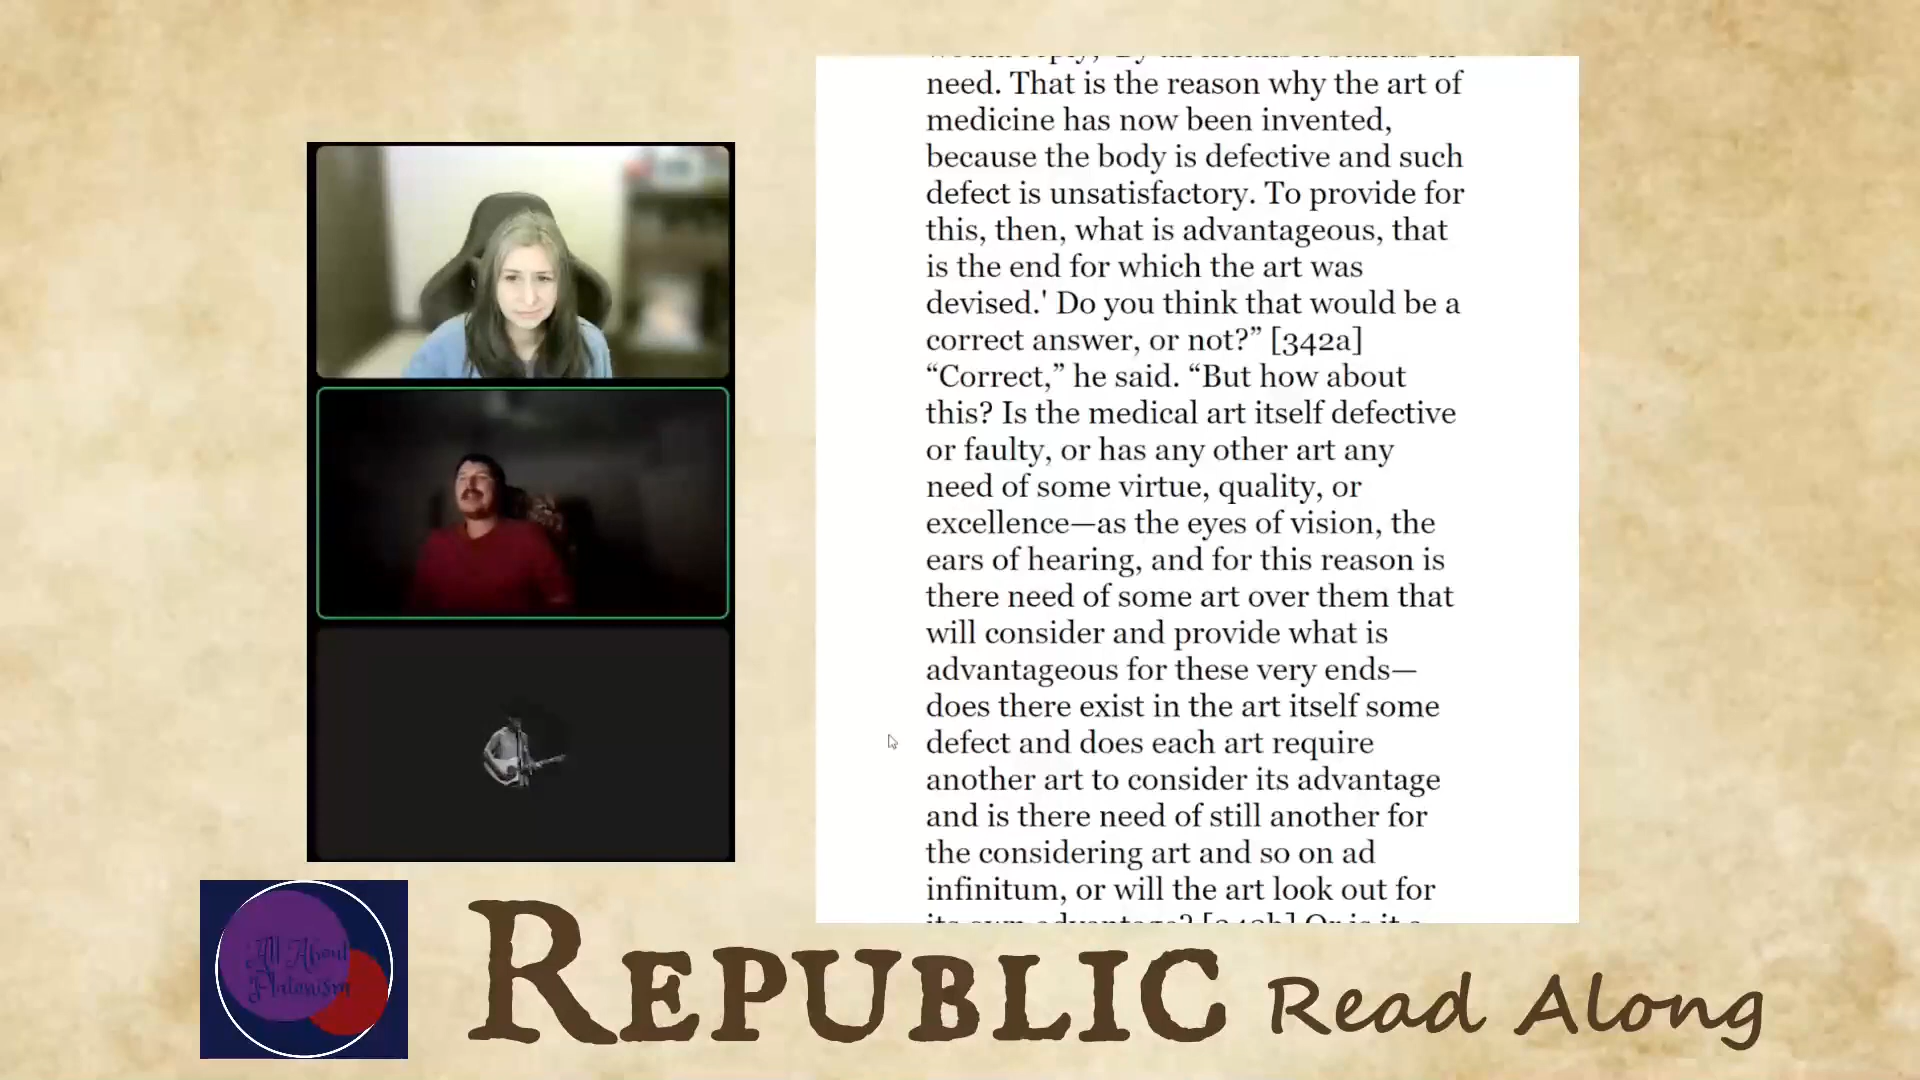 need. That is the reason why the art of
medicine has now been invented,
because the body is defective and such
defect is unsatisfactory. To provide for
this, then, what is advantageous, that
is the end for which the art was
devised.' Do you think that would be a
correct answer, or not?” [342a]
“Correct,” he said. “But how about
this? Is the medical art itself defective
or faulty, or has any other art any
need of some virtue, quality, or
excellence—as the eyes of vision, the
ears of hearing, and for this reason is
there need of some art over them that
will consider and provide what is
advantageous for these very ends—
does there exist in the art itself some
defect and does each art require
another art to consider its advantage
and is there need of still another for
the considering art and so on ad
infinitum, or will the art look out for
All About
Platonism
REPUBLIC Read Along